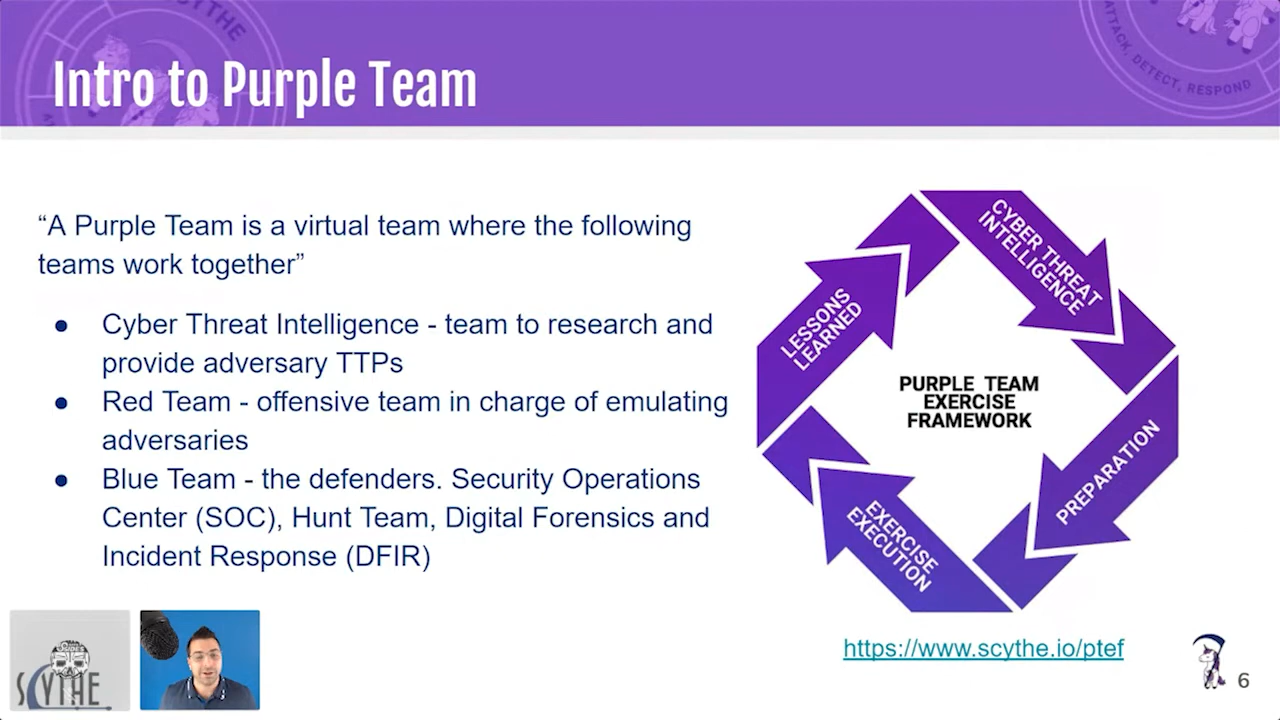 ATTACK, DETECT, RESPOND
Intro to Purple Team
“A Purple Team is a virtual team where the following
teams work together”
● Cyber Threat Intelligence - team to research and
provide adversary TTPs
● Red Team - offensive team in charge of emulating
adversaries
● Blue Team - the defenders. Security Operations
Center (SOC), Hunt Team, Digital Forensics and
Incident Response (DFIR)
CYBER THREAT
INTELLIGENCE
PREPARATION
EXERCISE
EXECUTION
LESSONS
LEARNED
PURPLE TEAM
EXERCISE
FRAMEWORK
https://www.scythe.io/ptef
SCYTHE
6